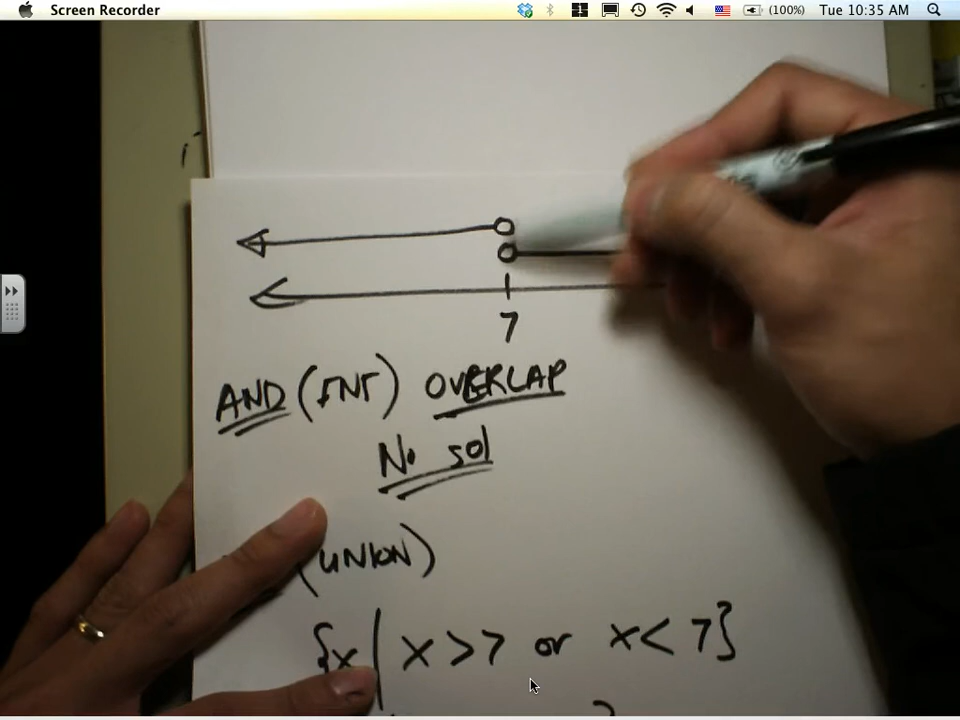 Screen Recorder (100%) Tue 10:35 AM
7
AND (INT) OVERLAP
No sol
(UNION)
{x | x > 7 or x < 7}